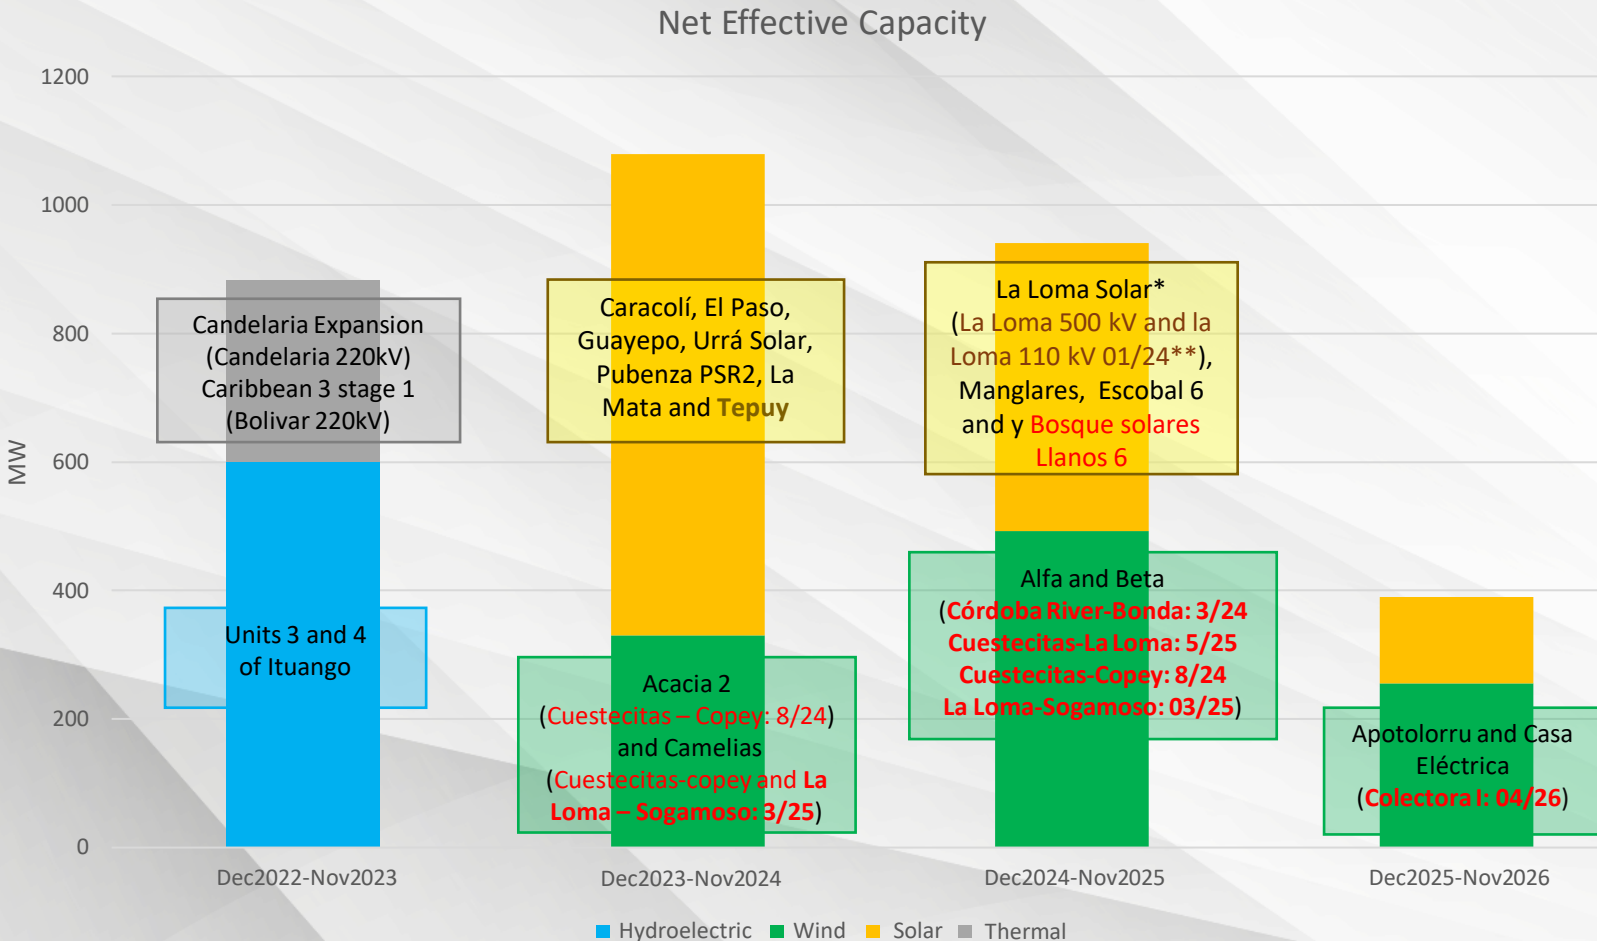 Net Effective Capacity
1200
1000
800
600
400
200
0
MW
Candelaria Expansion
(Candelaria 220kV)
Caribbean 3 stage 1
(Bolivar 220kV)
Units 3 and 4
of Ituango
Caracolí, El Paso,
Guayepo, Urrá Solar,
Pubenza PSR2, La
Mata and Tepuy
Acacia 2
(Cuestecitas – Copey: 8/24)
and Camelias
(Cuestecitas-copey and La
Loma – Sogamoso: 3/25)
La Loma Solar*
(La Loma 500 kV and la
Loma 110 kV 01/24**),
Manglares, Escobal 6
and y Bosque solares
Llanos 6
Alfa and Beta
(Córdoba River-Bonda: 3/24
Cuestecitas-La Loma: 5/25
Cuestecitas-Copey: 8/24
La Loma-Sogamoso: 03/25)
Apotolorru and Casa
Eléctrica
(Colectora I: 04/26)
Dec2022-Nov2023
Dec2023-Nov2024
Dec2024-Nov2025
Dec2025-Nov2026
Hydroelectric Wind Solar Thermal